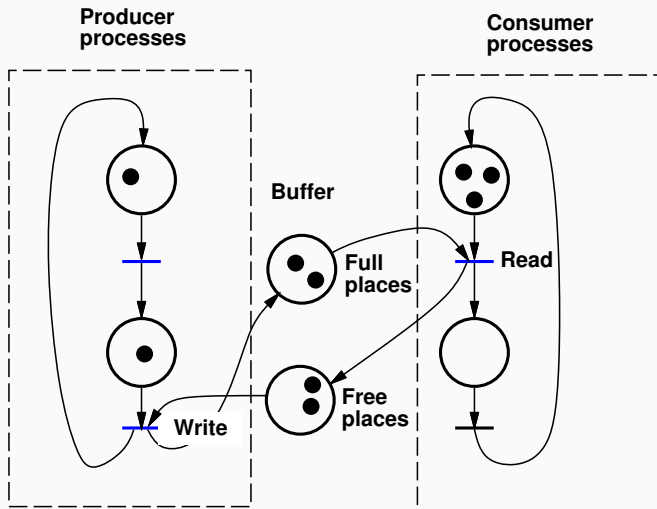 Producer
processes
Consumer
processes
Buffer
Full
places
Read
Free
places
Write